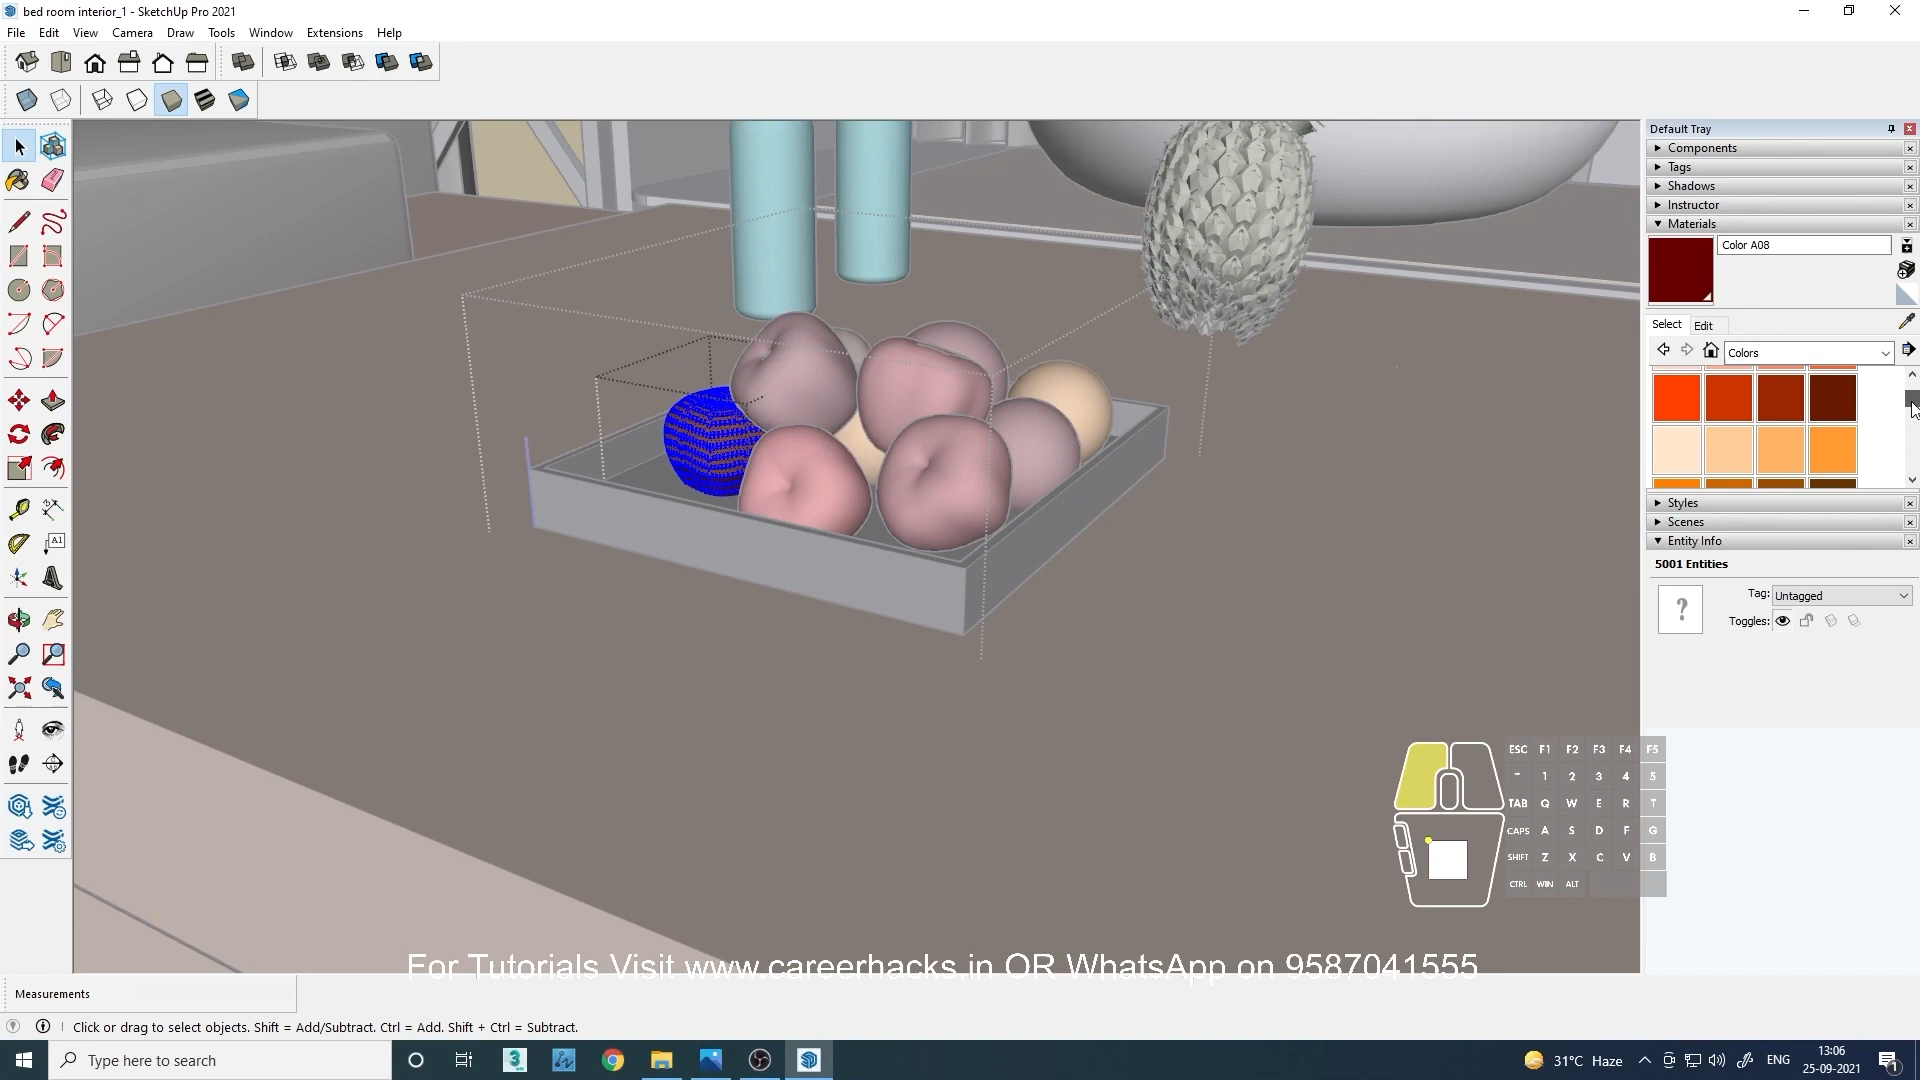 bed room interior_1 - SketchUp Pro 2021
File Edit View Camera Draw Tools Window Extensions Help
Default Tray
Components
Tags
Shadows
Instructor
Materials
Color A08
Select Edit
Colors
Styles
Scenes
Entity Info
5001 Entities
?
Tag: Untagged
Toggles:
A1
ESC F1 F2 F3 F4 F5
~ 1 2 3 4 5
TAB Q W E R T
CAPS A S D F G
SHIFT Z X C V B
CTRL WIN ALT
For Tutorials Visit www.careerhacks.in OR WhatsApp on 9587041555
Measurements
Click or drag to select objects. Shift = Add/Subtract. Ctrl = Add. Shift + Ctrl = Subtract.
Type here to search
31°C Haze
ENG
13:06
25-09-2021
1